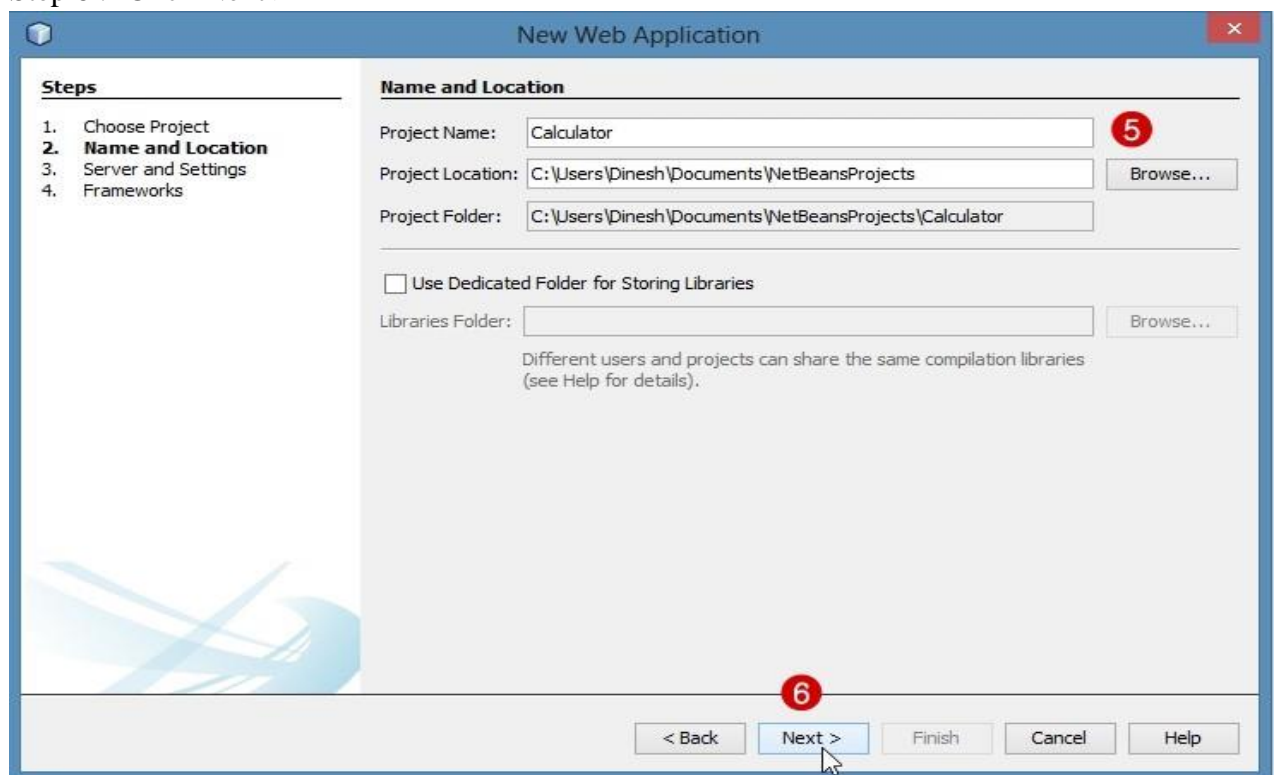 New Web Application
Steps
1. Choose Project
2. Name and Location
3. Server and Settings
4. Frameworks
Name and Location
Project Name: Calculator
5
Project Location: C:\Users\Dinesh\Documents\NetBeansProjects Browse...
Project Folder: C:\Users\Dinesh\Documents\NetBeansProjects\Calculator
Use Dedicated Folder for Storing Libraries
Libraries Folder: Browse...
Different users and projects can share the same compilation libraries
(see Help for details).
6
< Back Next > Finish Cancel Help